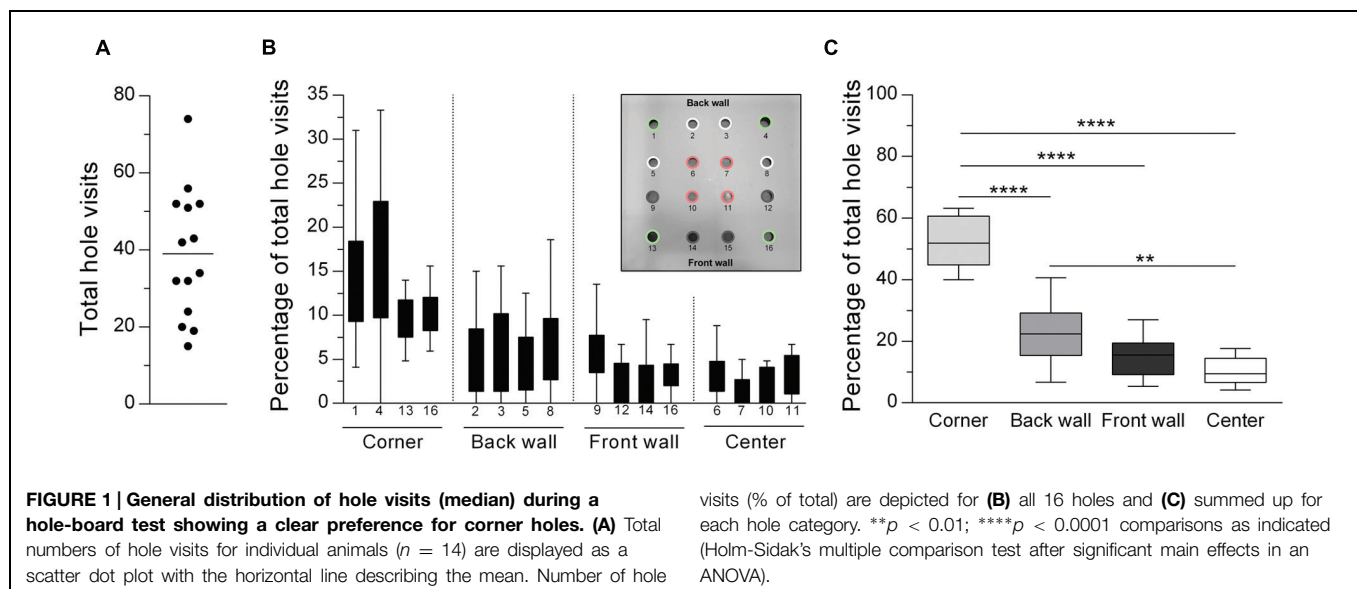 A
Total hole visits
80
60
40
20
0
B
Percentage of total hole visits
35
30
25
20
15
10
5
0
1 4 13 16
Corner
2 3 5 8
Back wall
9 12 14 16
Front wall
6 7 10 11
Center
Back wall
1 2 3 4
5 6 7 8
9 10 11 12
13 14 15 16
Front wall
C
Percentage of total hole visits
100
80
60
40
20
0
****
****
****
**
Corner Back wall Front wall Center
FIGURE 1 | General distribution of hole visits (median) during a
hole-board test showing a clear preference for corner holes. (A) Total
numbers of hole visits for individual animals (n = 14) are displayed as a
scatter dot plot with the horizontal line describing the mean. Number of hole
visits (% of total) are depicted for (B) all 16 holes and (C) summed up for
each hole category. **p < 0.01; ****p < 0.0001 comparisons as indicated
(Holm-Sidak's multiple comparison test after significant main effects in an
ANOVA).